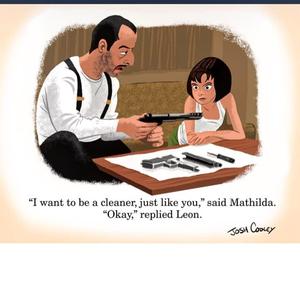 “I want to be a cleaner, just like you,” said Mathilda.
“Okay,” replied Leon.
JOSH COOLEY